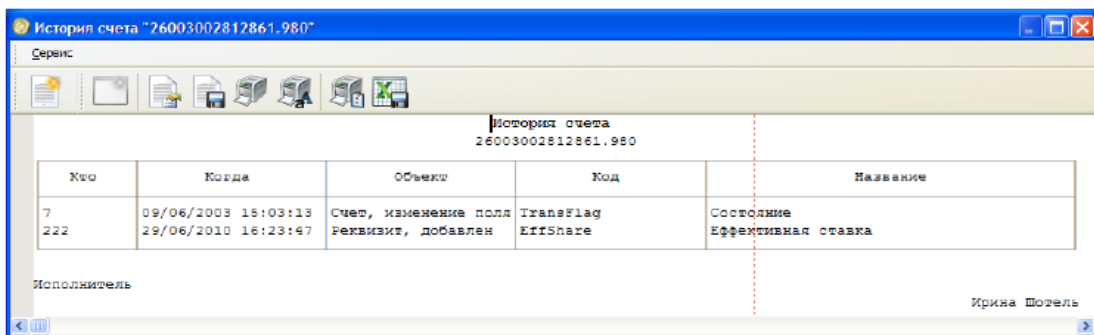 История счета "26003002812861.980"
Сервис
История счета
26003002812861.980
Кто Когда Объект Код Название
7 09/06/2003 15:03:13 Счет, изменение поля TransFlag Состояние
222 29/06/2010 16:23:47 Реквизит, добавлен EffShare Еффективная ставка
Исполнитель
Ирина Шотель